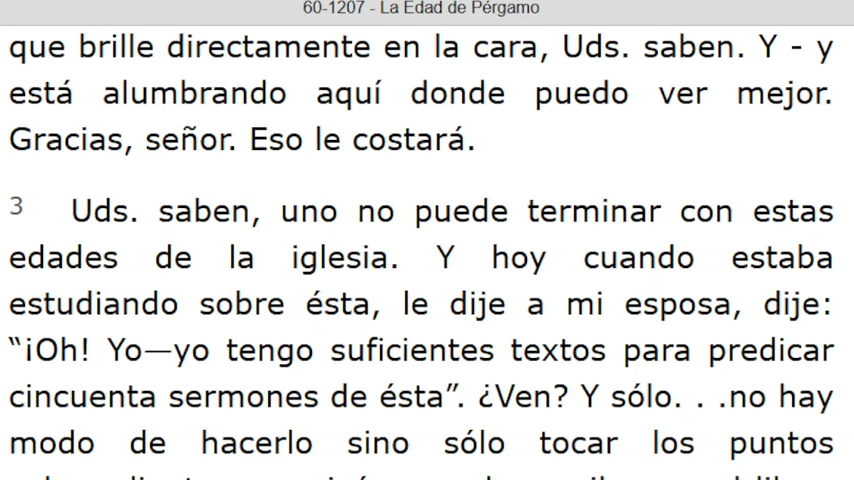 60-1207 - La Edad de Pérgamo
que brille directamente en la cara, Uds. saben. Y - y
está alumbrando aquí donde puedo ver mejor.
Gracias, señor. Eso le costará.
3 Uds. saben, uno no puede terminar con estas
edades de la iglesia. Y hoy cuando estaba
estudiando sobre ésta, le dije a mi esposa, dije:
“¡Oh! Yo—yo tengo suficientes textos para predicar
cincuenta sermones de ésta”. ¿Ven? Y sólo. . .no hay
modo de hacerlo sino sólo tocar los puntos